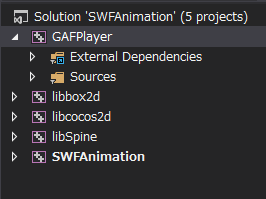 Solution 'SWFAnimation' (5 projects)
GAFPlayer
External Dependencies
Sources
libbox2d
libcocos2d
libSpine
SWFAnimation